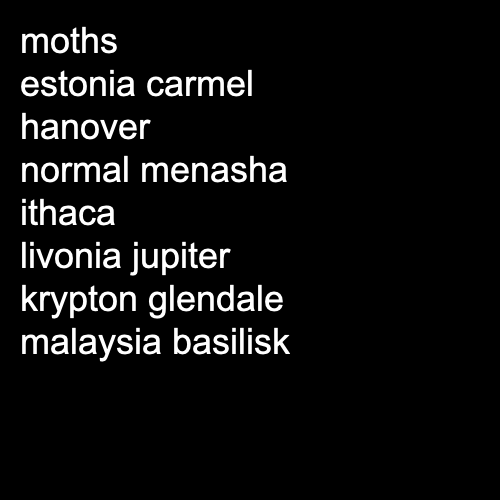 moths
estonia carmel
hanover
normal menasha
ithaca
livonia jupiter
krypton glendale
malaysia basilisk